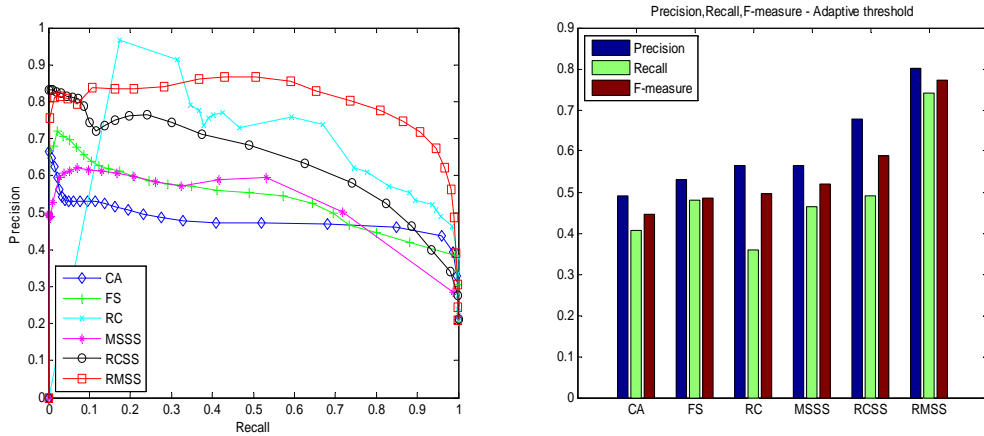 1
0.9
0.8
0.7
0.6
0.5
0.4
0.3
0.2
0.1
0
Precision
CA
FS
RC
MSSS
RCSS
RMSS
0 0.1 0.2 0.3 0.4 0.5 0.6 0.7 0.8 0.9 1
Recall
Precision,Recall,F-measure - Adaptive threshold
0.9
0.8
0.7
0.6
0.5
0.4
0.3
0.2
0.1
0
Precision
Recall
F-measure
CA FS RC MSSS RCSS RMSS